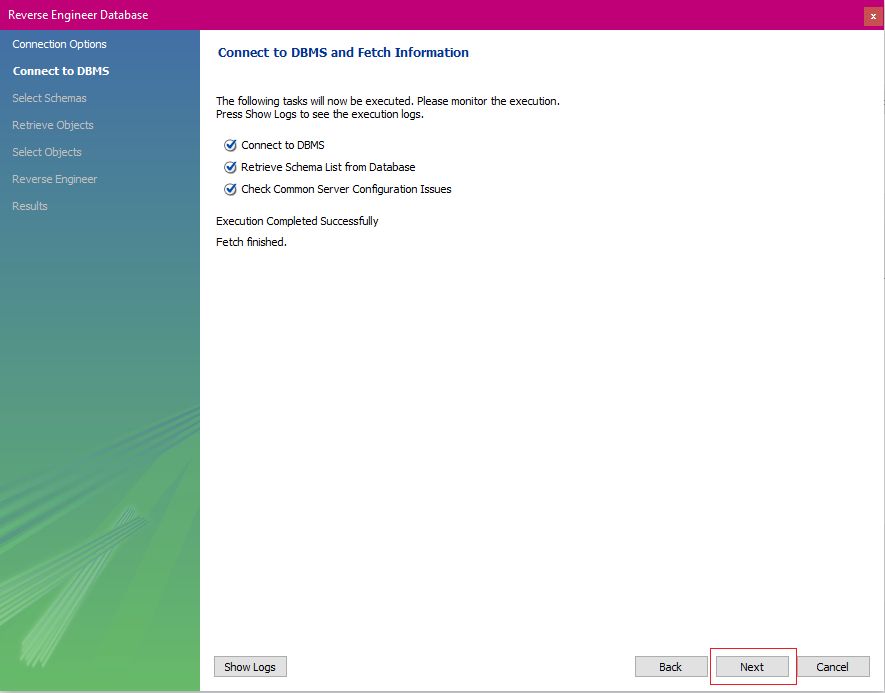 Reverse Engineer Database
x
Connection Options
Connect to DBMS
Select Schemas
Retrieve Objects
Select Objects
Reverse Engineer
Results
Connect to DBMS and Fetch Information
The following tasks will now be executed. Please monitor the execution.
Press Show Logs to see the execution logs.
Connect to DBMS
Retrieve Schema List from Database
Check Common Server Configuration Issues
Execution Completed Successfully
Fetch finished.
Show Logs
Back
Next
Cancel